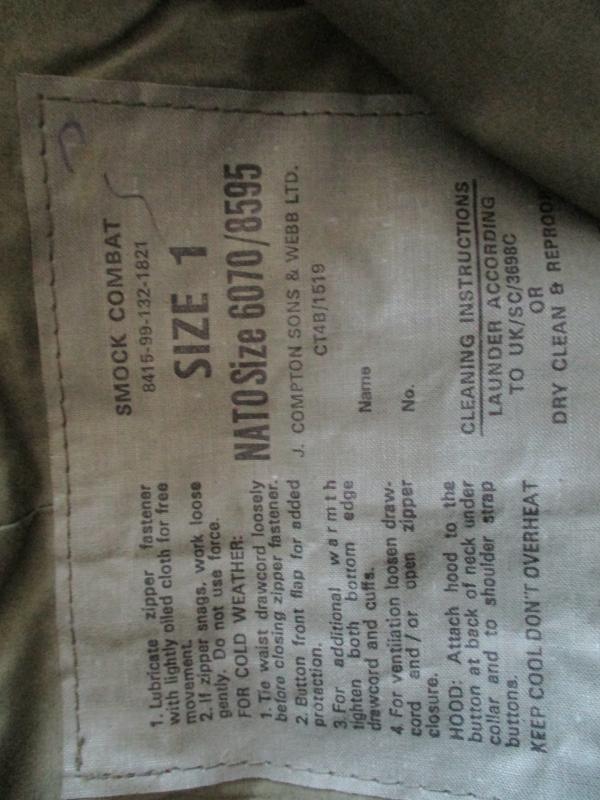 SMOCK COMBAT
8415-99-132-1821
SIZE 1
NATO Size 6070/8595
J. COMPTON SONS & WEBB LTD.
CT4B/1519
Name
No.
CLEANING INSTRUCTIONS
LAUNDER ACCORDING
TO UK/SC/3698C
OR
DRY CLEAN & REPROOF
1. Lubricate zipper fastener
with lightly oiled cloth for free
movement.
2. If zipper snags, work loose
gently. Do not use force.
FOR COLD WEATHER:
1. Tie waist drawcord loosely
before closing zipper fastener.
2. Button front flap for added
protection.
3. For additional warmth
tighten both bottom edge
drawcord and cuffs.
4. For ventilation loosen draw-
cord and/or open zipper
closure.
HOOD: Attach hood to the
button at back of neck under
collar and to shoulder strap
buttons.
KEEP COOL DON'T OVERHEAT